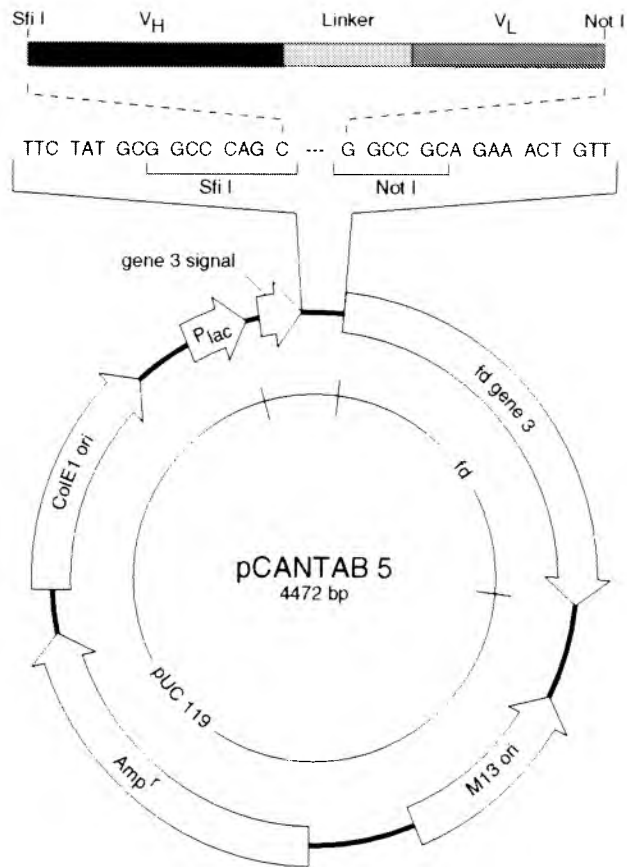 Sfi I VH Linker VL Not I
TTC TAT GCG GCC CAG C --- G GCC GCA GAA ACT GTT
Sfi I Not I
gene 3 signal
Plac
fd gene 3
ColE1 ori
fd
pCANTAB 5
4472 bp
pUC 119
M13 ori
Amp r